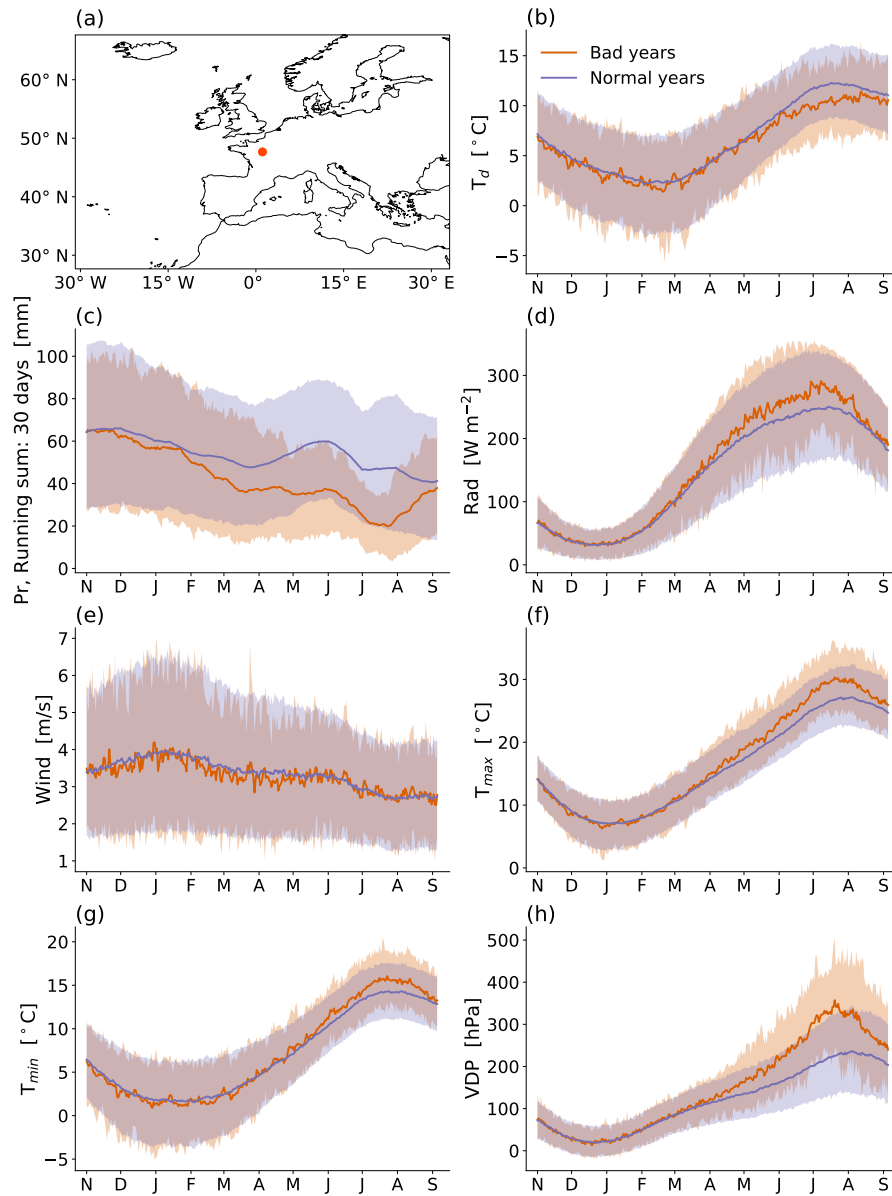 (a)
60° N
50° N
40° N
30° N
30° W 15° W 0° 15° E 30° E
(b)
Bad years
Normal years
T_d [°C]
15
10
5
0
−5
N D J F M A M J J A S
(c)
Pr, Running sum: 30 days [mm]
100
80
60
40
20
0
N D J F M A M J J A S
(d)
Rad [W m⁻²]
300
200
100
0
N D J F M A M J J A S
(e)
Wind [m/s]
7
6
5
4
3
2
1
N D J F M A M J J A S
(f)
T_max [°C]
30
20
10
0
N D J F M A M J J A S
(g)
T_min [°C]
20
15
10
5
0
−5
N D J F M A M J J A S
(h)
VDP [hPa]
500
400
300
200
100
0
N D J F M A M J J A S